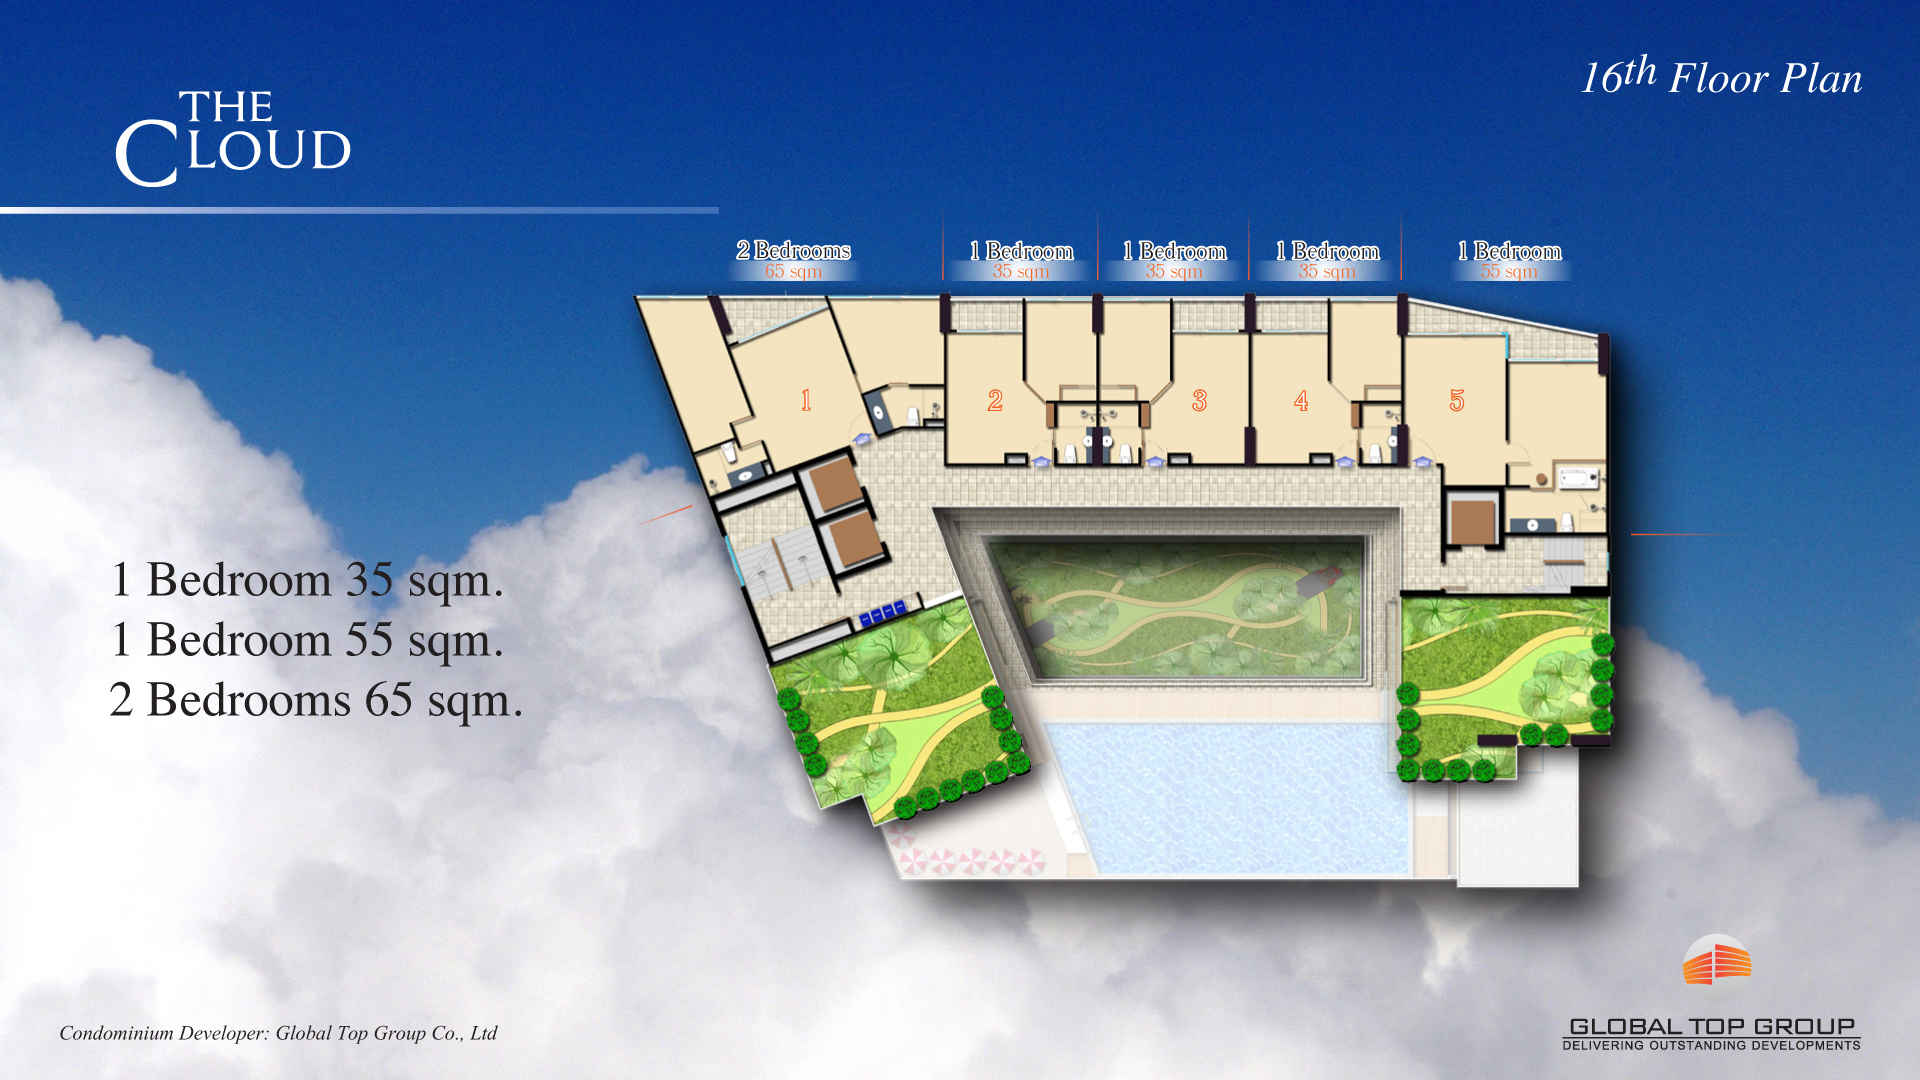 THE
CLOUD
16th Floor Plan
2 Bedrooms
65 sqm
1 Bedroom
35 sqm
1 Bedroom
35 sqm
1 Bedroom
35 sqm
1 Bedroom
55 sqm
1
2
3
4
5
1 Bedroom 35 sqm.
1 Bedroom 55 sqm.
2 Bedrooms 65 sqm.
Condominium Developer: Global Top Group Co., Ltd
GLOBAL TOP GROUP
DELIVERING OUTSTANDING DEVELOPMENTS